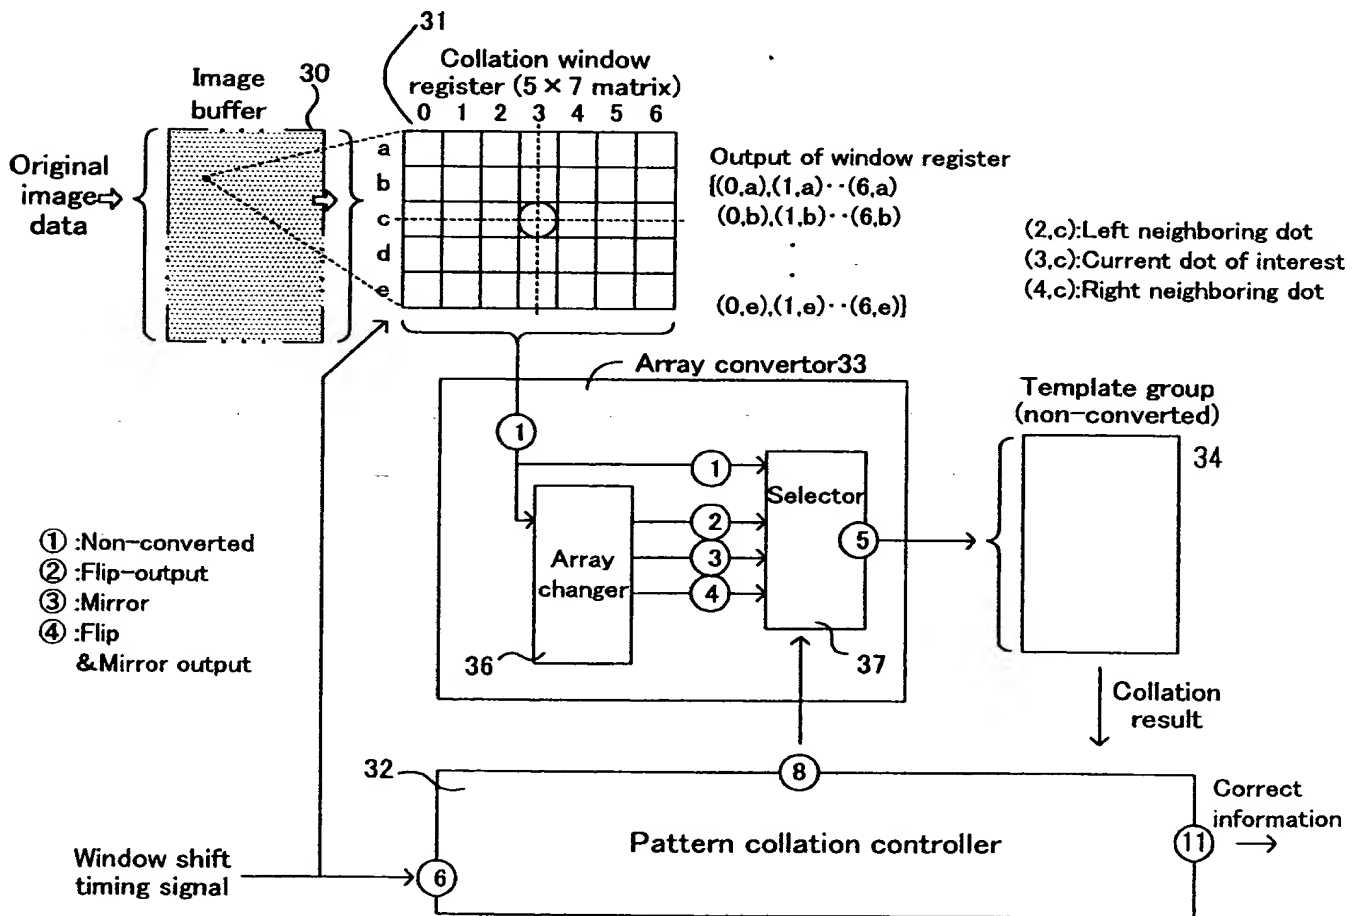 31
Collation window
register (5 × 7 matrix)
0 1 2 3 4 5 6
Image
buffer
30
a
b
c
d
e
Original
image
data
Output of window register
{(0,a),(1,a)··(6,a)
(0,b),(1,b)··(6,b)
.
.
(0,e),(1,e)··(6,e)}
(2,c):Left neighboring dot
(3,c):Current dot of interest
(4,c):Right neighboring dot
Array convertor33
Template group
(non-converted)
34
1
1
2
3
4
Selector
5
Array
changer
36
37
①:Non-converted
②:Flip-output
③:Mirror
④:Flip
&Mirror output
Collation
result
32
8
Pattern collation controller
Correct
information
11
Window shift
timing signal
6